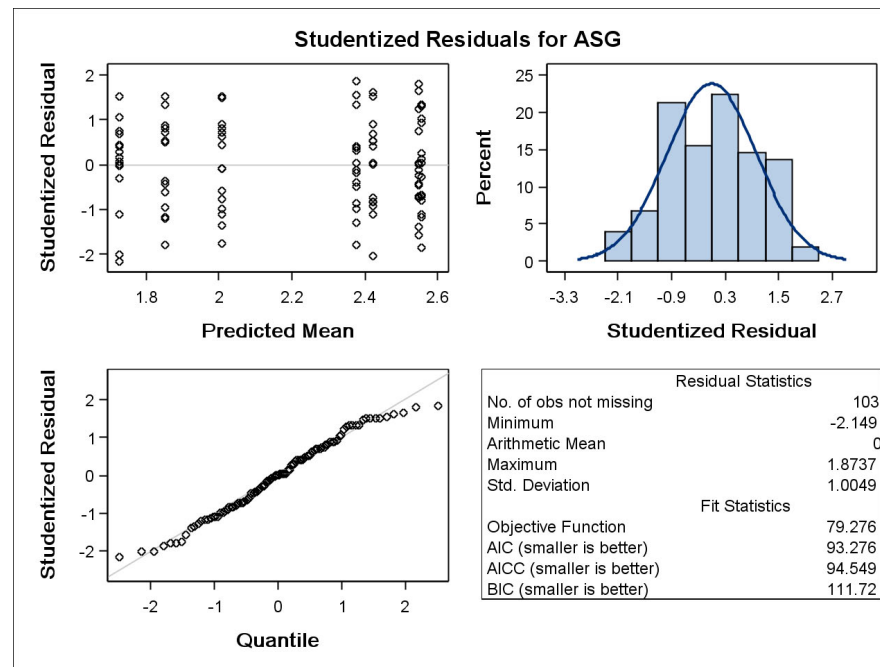 Studentized Residuals for ASG
Studentized Residual
2
1
0
-1
-2
1.8 2 2.2 2.4 2.6
Predicted Mean
Percent
25
20
15
10
5
0
-3.3 -2.1 -0.9 0.3 1.5 2.7
Studentized Residual
Studentized Residual
2
1
0
-1
-2
-2 -1 0 1 2
Quantile
Residual Statistics
No. of obs not missing 103
Minimum -2.149
Arithmetic Mean 0
Maximum 1.8737
Std. Deviation 1.0049
Fit Statistics
Objective Function 79.276
AIC (smaller is better) 93.276
AICC (smaller is better) 94.549
BIC (smaller is better) 111.72